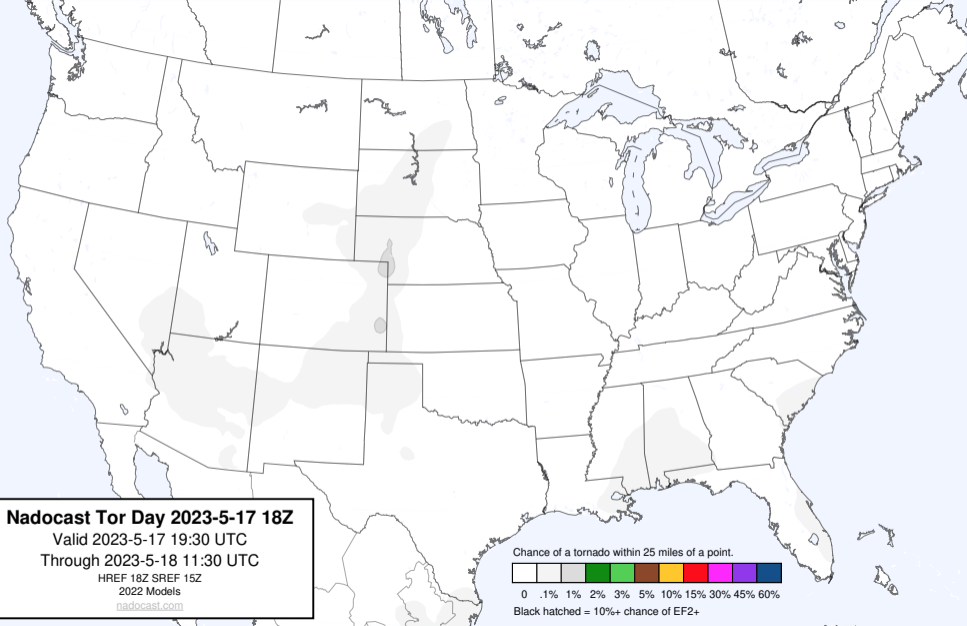 Nadocast Tor Day 2023-5-17 18Z
Valid 2023-5-17 19:30 UTC
Through 2023-5-18 11:30 UTC
HREF 18Z SREF 15Z
2022 Models
nadocast.com
Chance of a tornado within 25 miles of a point.
0 .1% 1% 2% 3% 5% 10% 15% 30% 45% 60%
Black hatched = 10%+ chance of EF2+